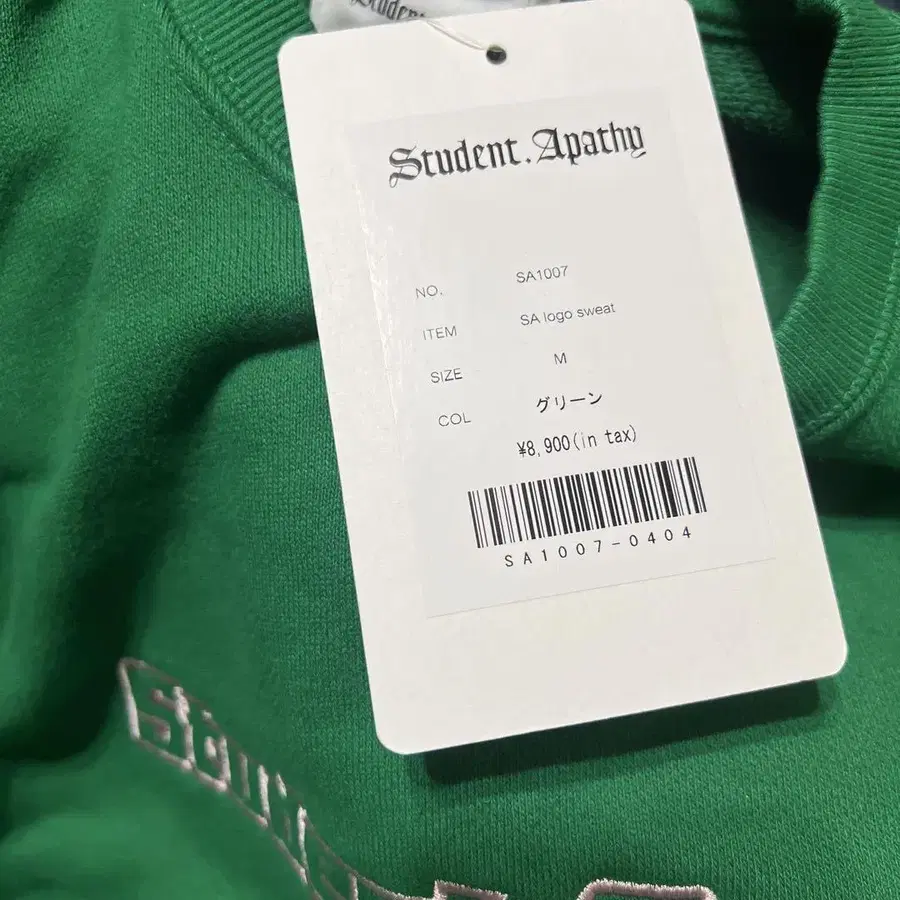 Student
Student.Apathy
NO. SA1007
ITEM SA logo sweat
SIZE M
COL グリーン
¥8,900(in tax)
SA1007-0404